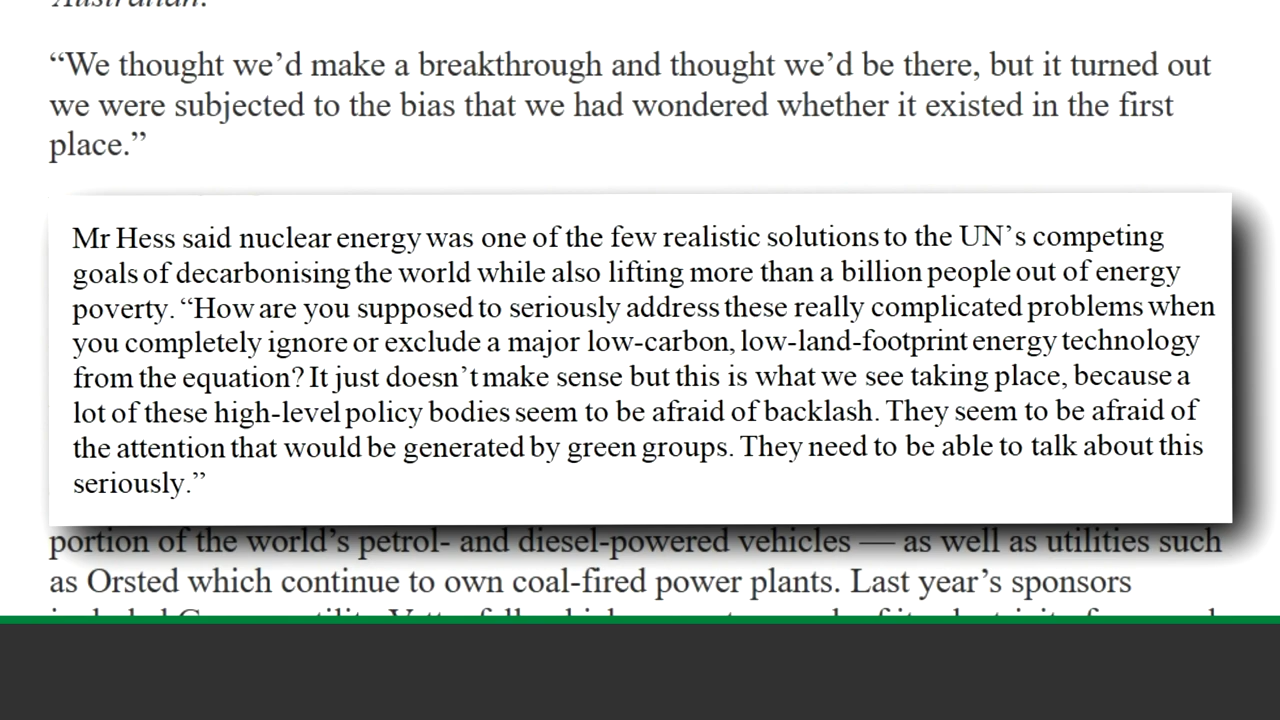 Australian.
“We thought we’d make a breakthrough and thought we’d be there, but it turned out
we were subjected to the bias that we had wondered whether it existed in the first
place.”
Mr Hess said nuclear energy was one of the few realistic solutions to the UN’s competing
goals of decarbonising the world while also lifting more than a billion people out of energy
poverty. “How are you supposed to seriously address these really complicated problems when
you completely ignore or exclude a major low-carbon, low-land-footprint energy technology
from the equation? It just doesn’t make sense but this is what we see taking place, because a
lot of these high-level policy bodies seem to be afraid of backlash. They seem to be afraid of
the attention that would be generated by green groups. They need to be able to talk about this
seriously.”
portion of the world’s petrol- and diesel-powered vehicles — as well as utilities such
as Orsted which continue to own coal-fired power plants. Last year’s sponsors